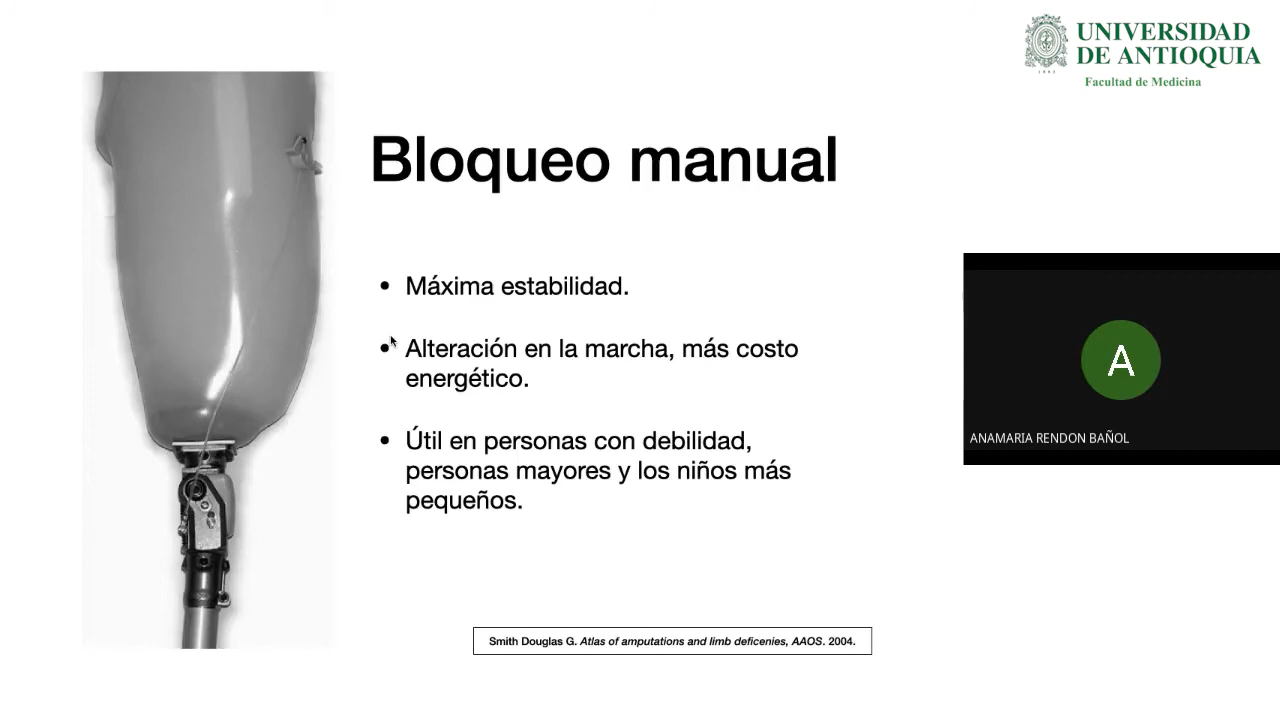 UNIVERSIDAD
DE ANTIOQUIA
1803
Facultad de Medicina
Bloqueo manual
• Máxima estabilidad.
• Alteración en la marcha, más costo
energético.
• Útil en personas con debilidad,
personas mayores y los niños más
pequeños.
A
ANAMARIA RENDON BAÑOL
Smith Douglas G. Atlas of amputations and limb deficenies, AAOS. 2004.